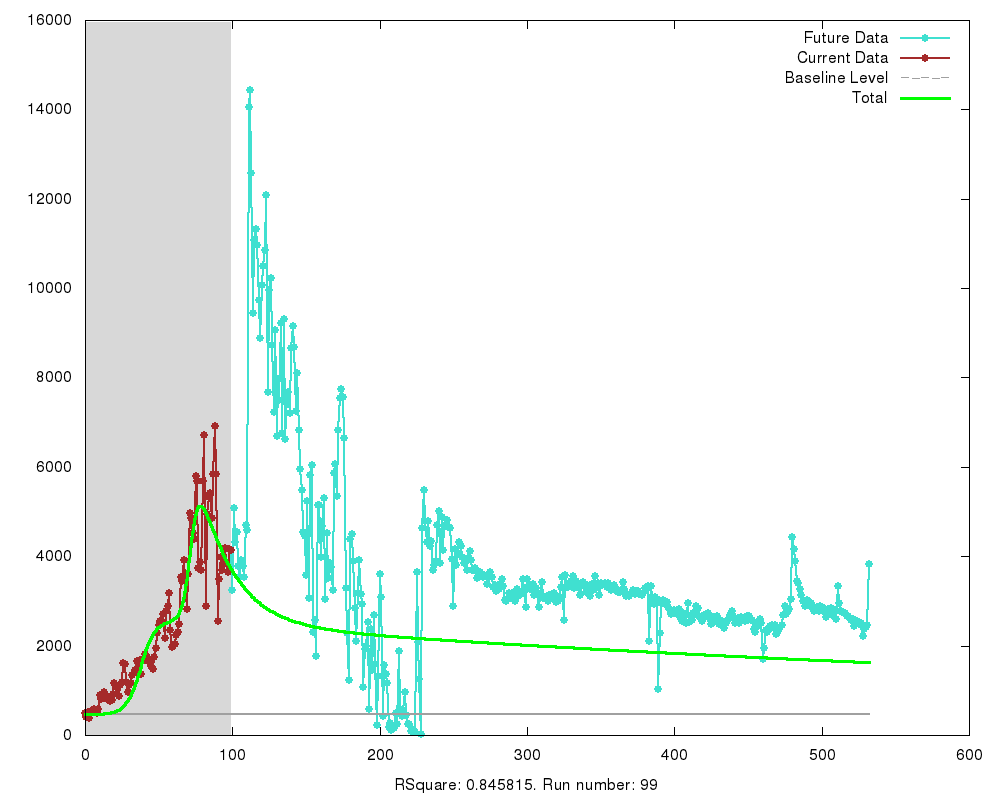 16000
14000
12000
10000
8000
6000
4000
2000
0
Future Data
Current Data
Baseline Level
Total
0 100 200 300 400 500 600
RSquare: 0.845815. Run number: 99